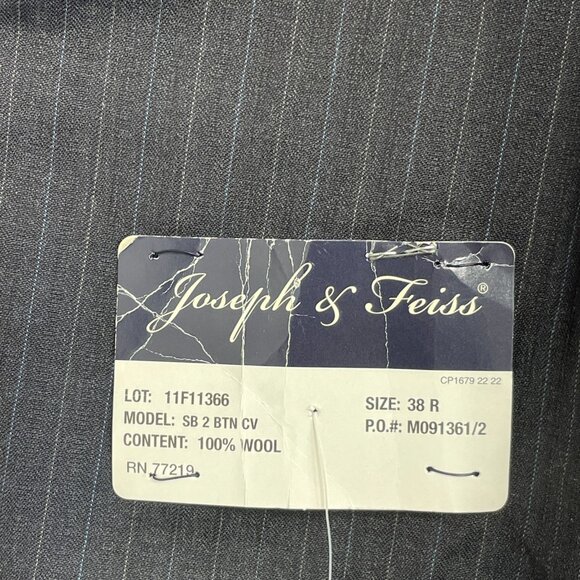 Joseph & Feiss®
CP1679 22 22
LOT: 11F11366
MODEL: SB 2 BTN CV
CONTENT: 100% WOOL
RN 77219
SIZE: 38 R
P.O.#: M091361/2